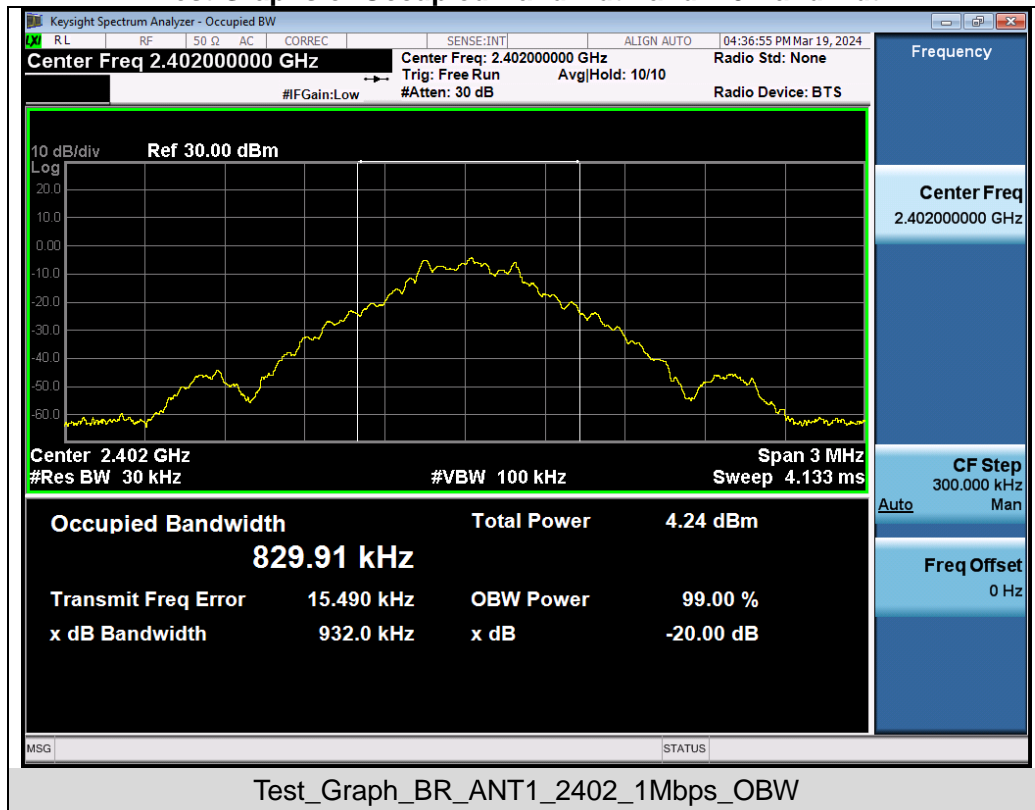 Keysight Spectrum Analyzer - Occupied BW
LXI RL RF 50 Ω AC CORREC SENSE:INT ALIGN AUTO 04:36:55 PM Mar 19, 2024
Center Freq 2.402000000 GHz
Center Freq: 2.402000000 GHz
Radio Std: None
Trig: Free Run Avg|Hold: 10/10
#IFGain:Low
#Atten: 30 dB
Radio Device: BTS
10 dB/div Ref 30.00 dBm
Log
20.0
10.0
0.00
-10.0
-20.0
-30.0
-40.0
-50.0
-60.0
Center 2.402 GHz Span 3 MHz
#Res BW 30 kHz #VBW 100 kHz Sweep 4.133 ms
Occupied Bandwidth Total Power 4.24 dBm
829.91 kHz
Transmit Freq Error 15.490 kHz OBW Power 99.00 %
x dB Bandwidth 932.0 kHz x dB -20.00 dB
MSG STATUS
Frequency
Center Freq
2.402000000 GHz
CF Step
300.000 kHz
Auto Man
Freq Offset
0 Hz
Test_Graph_BR_ANT1_2402_1Mbps_OBW